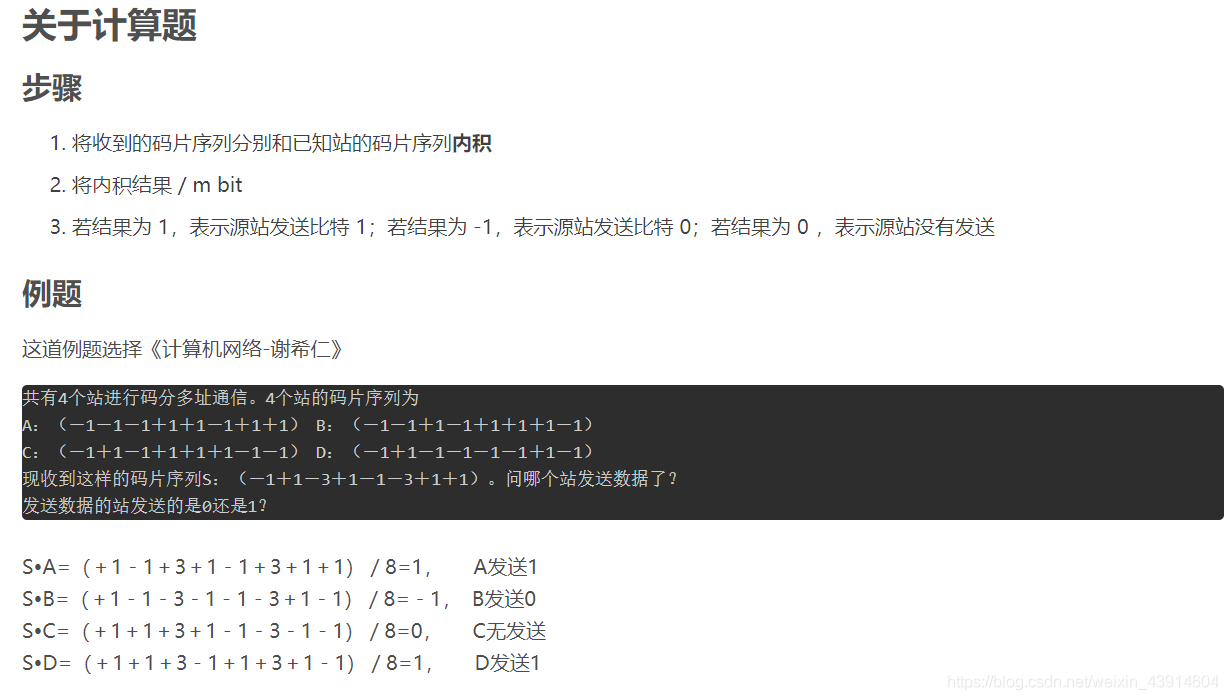 关于计算题
步骤
1. 将收到的码片序列分别和已知站的码片序列内积
2. 将内积结果 / m bit
3. 若结果为 1，表示源站发送比特 1；若结果为 -1，表示源站发送比特 0；若结果为 0 ，表示源站没有发送
例题
这道例题选择《计算机网络-谢希仁》
共有4个站进行码分多址通信。4个站的码片序列为
A：（－1－1－1＋1＋1－1＋1＋1） B：（－1－1＋1－1＋1＋1＋1－1）
C：（－1＋1－1＋1＋1＋1－1－1） D：（－1＋1－1－1－1－1＋1－1）
现收到这样的码片序列S：（－1＋1－3＋1－1－3＋1＋1）。问哪个站发送数据了？
发送数据的站发送的是0还是1？
S•A=（＋1－1＋3＋1－1＋3＋1＋1）／8=1， A发送1
S•B=（＋1－1－3－1－1－3＋1－1）／8=－1， B发送0
S•C=（＋1＋1＋3＋1－1－3－1－1）／8=0， C无发送
S•D=（＋1＋1＋3－1＋1＋3＋1－1）／8=1， D发送1
https://blog.csdn.net/weixin_43914604